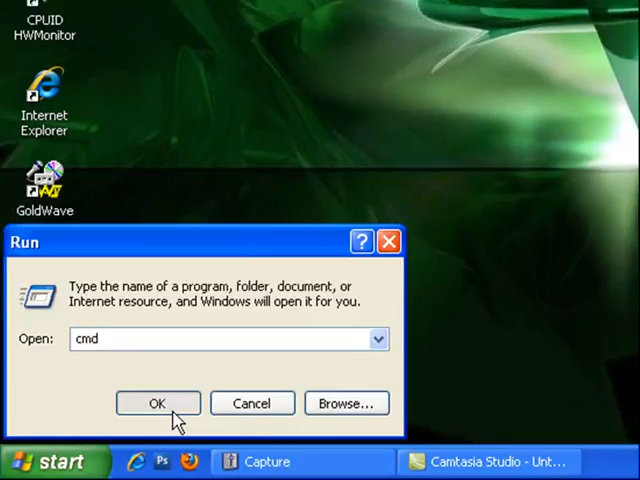 CPUID
HWMonitor
Internet
Explorer
GoldWave
Run
Type the name of a program, folder, document, or
Internet resource, and Windows will open it for you.
Open: cmd
OK Cancel Browse...
start Ps Capture Camtasia Studio - Unt...